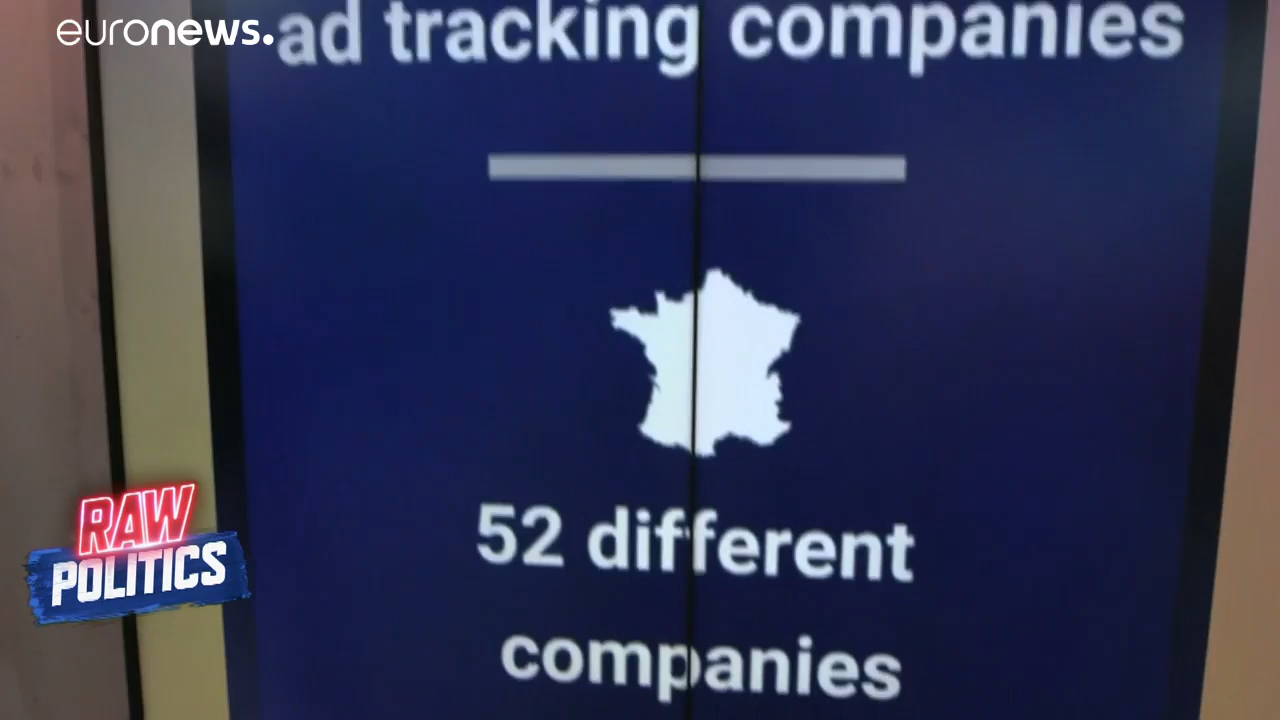 euronews.
ad tracking companies
52 different
companies
RAW
POLITICS